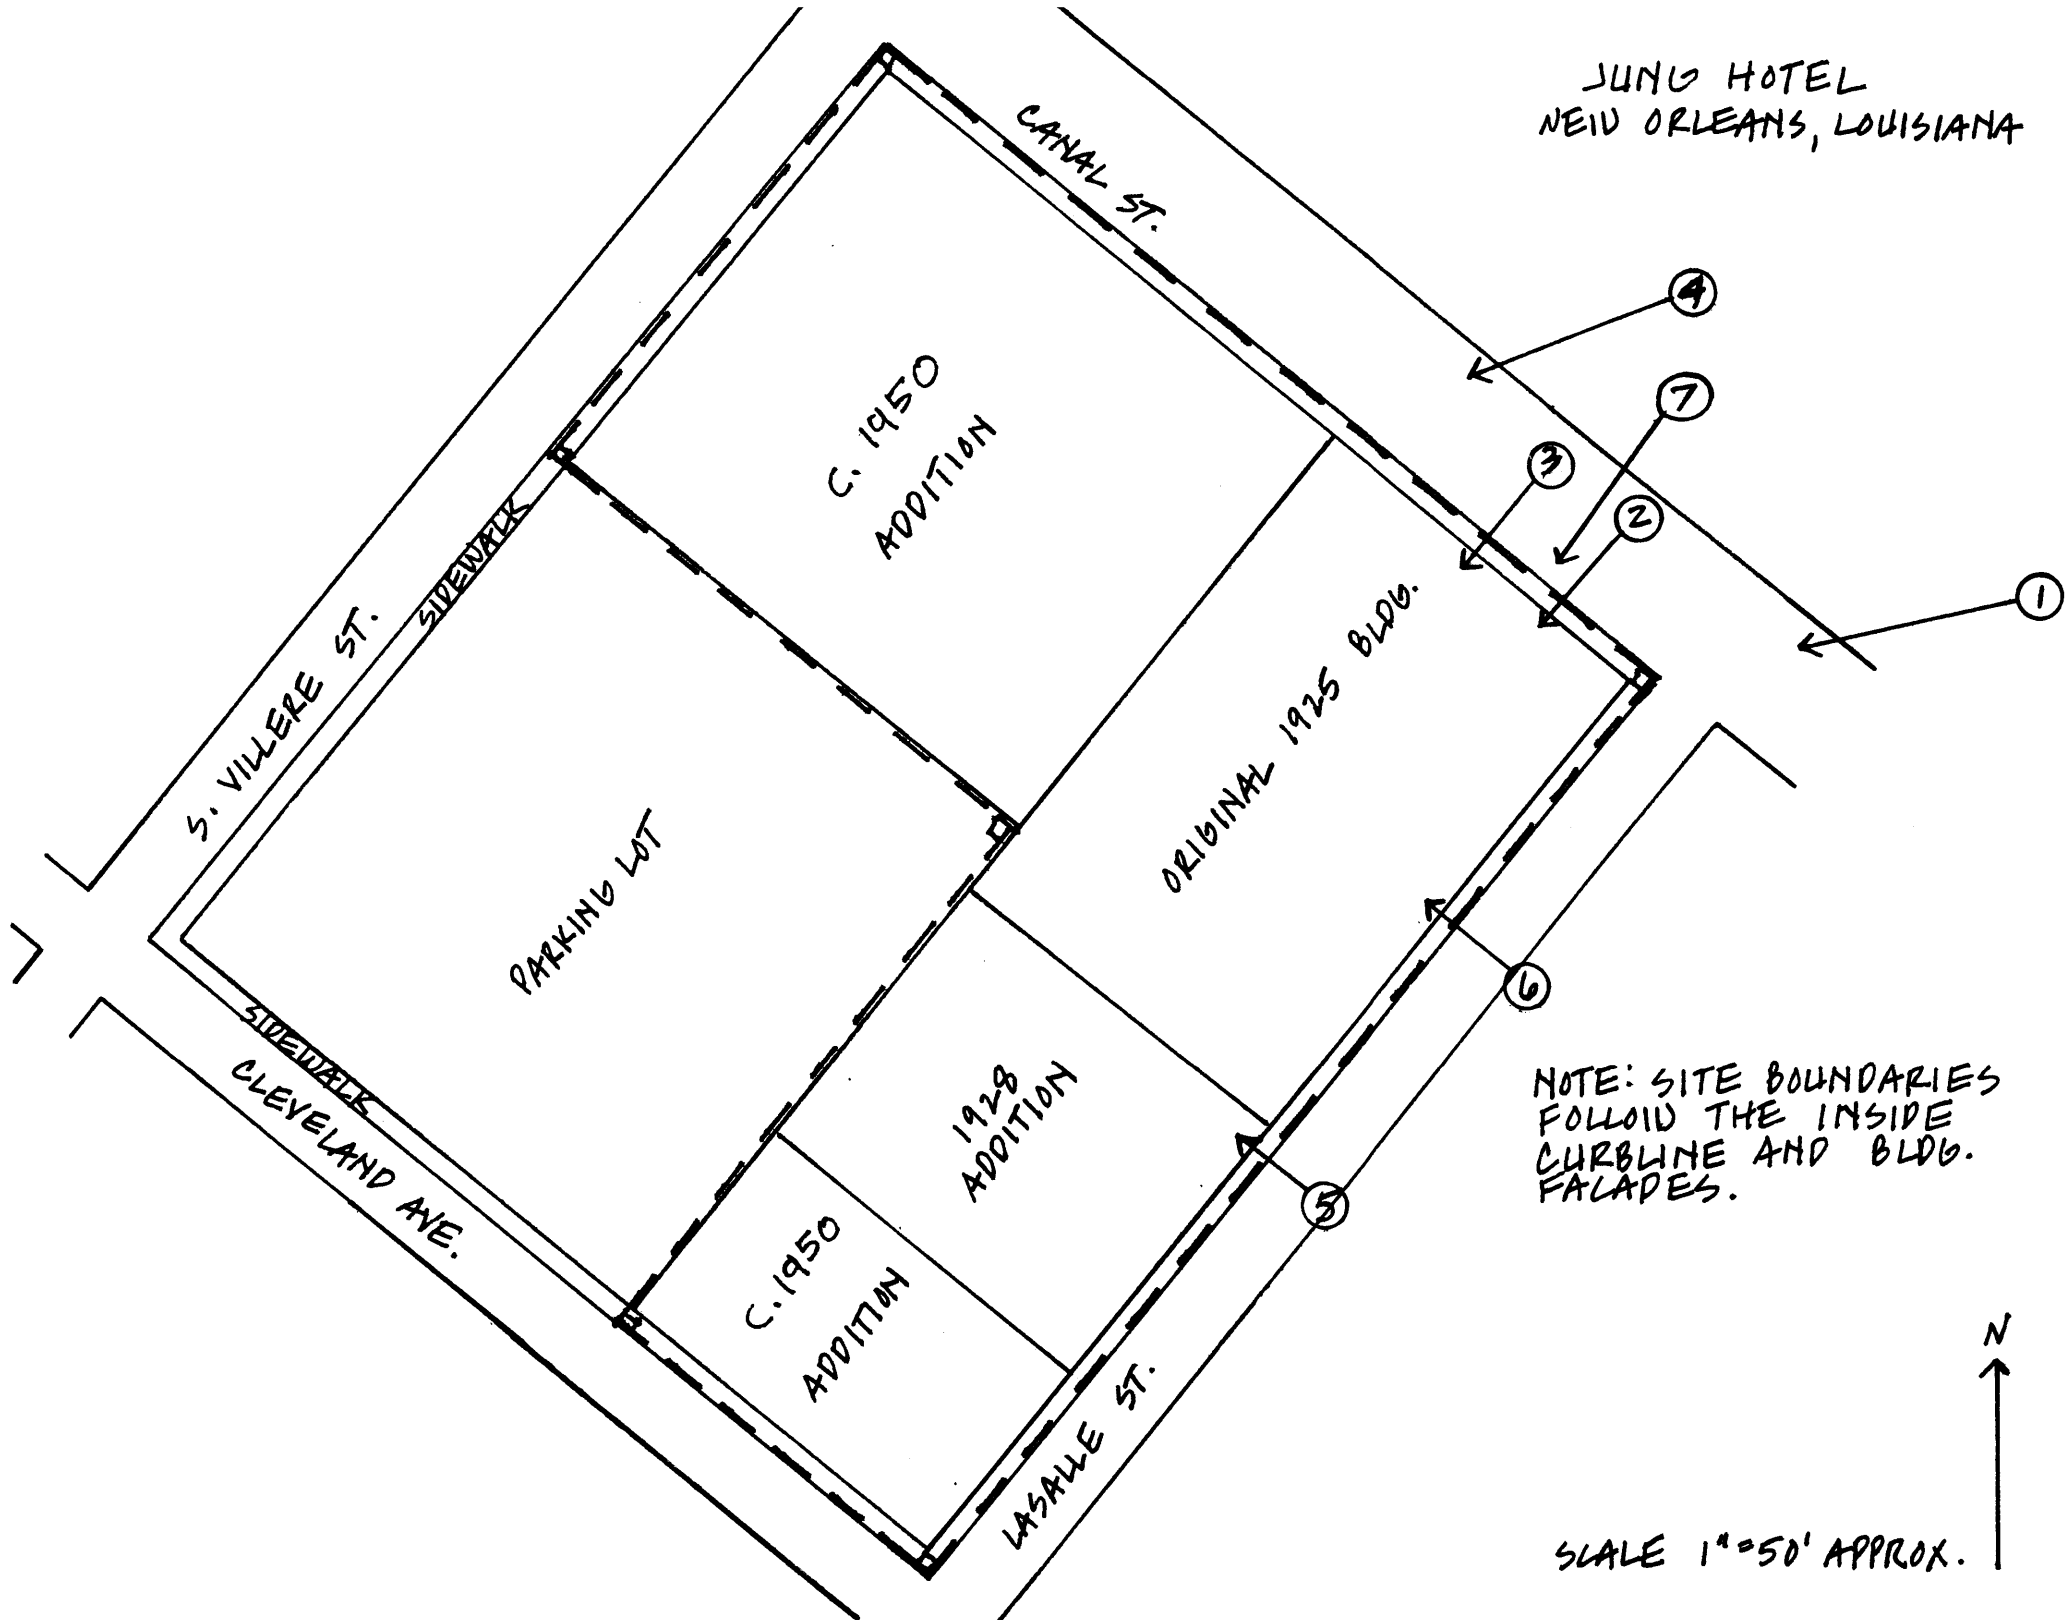 JUNG HOTEL
NEW ORLEANS, LOUISIANA
CANAL ST.
4
7
3
2
1
C. 1950
ADDITION
SIDEWALK
S. VILLERE ST.
ORIGINAL 1925 BLDG.
PARKING LOT
6
SIDEWALK
CLEVELAND AVE.
1928
ADDITION
5
C. 1950
ADDITION
LASALLE ST.
NOTE: SITE BOUNDARIES
FOLLOW THE INSIDE
CURBLINE AND BLDG.
FACADES.
N
SCALE 1"=50' APPROX.